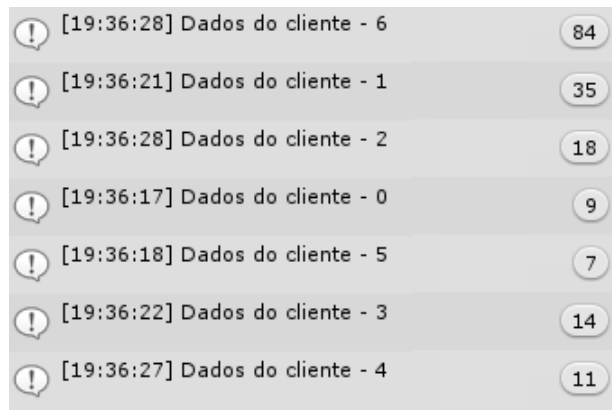 [19:36:28] Dados do cliente - 6 84
[19:36:21] Dados do cliente - 1 35
[19:36:28] Dados do cliente - 2 18
[19:36:17] Dados do cliente - 0 9
[19:36:18] Dados do cliente - 5 7
[19:36:22] Dados do cliente - 3 14
[19:36:27] Dados do cliente - 4 11